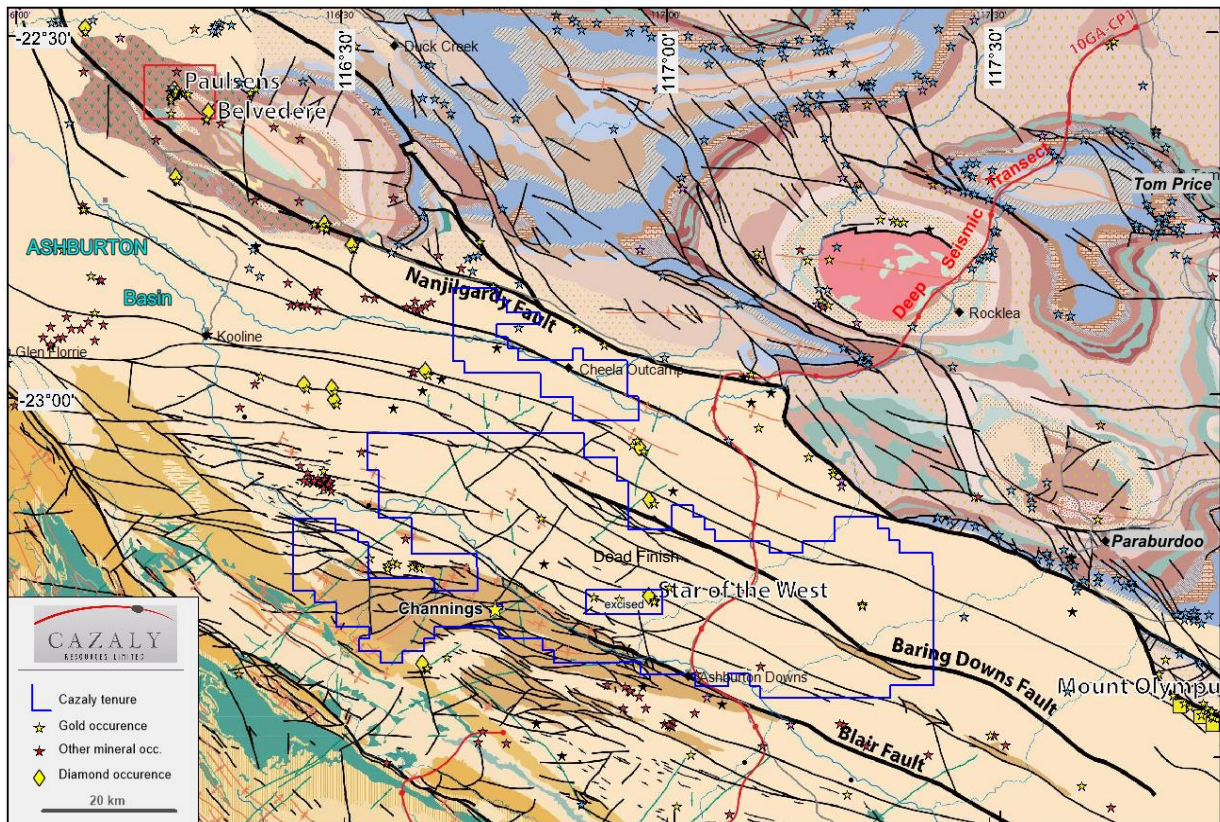 6°00'
116°30'
117°00'
117°30'
-22°30'
Duck Creek
10GA-CP1
Paulsens
Belvedere
Transect
Tom Price
Seismic
Deep
ASHBURTON
Basin
Nanjilgardy Fault
Rocklea
Kooline
Glen Florrie
Cheela Outcamp
-23°00'
Paraburdoo
Dead Finish
Star of the West
excised
Channings
Baring Downs Fault
Ashburton Downs
Mount Olympu
Blair Fault
CAZALY
RESOURCES LIMITED
Cazaly tenure
Gold occurence
Other mineral occ.
Diamond occurence
20 km